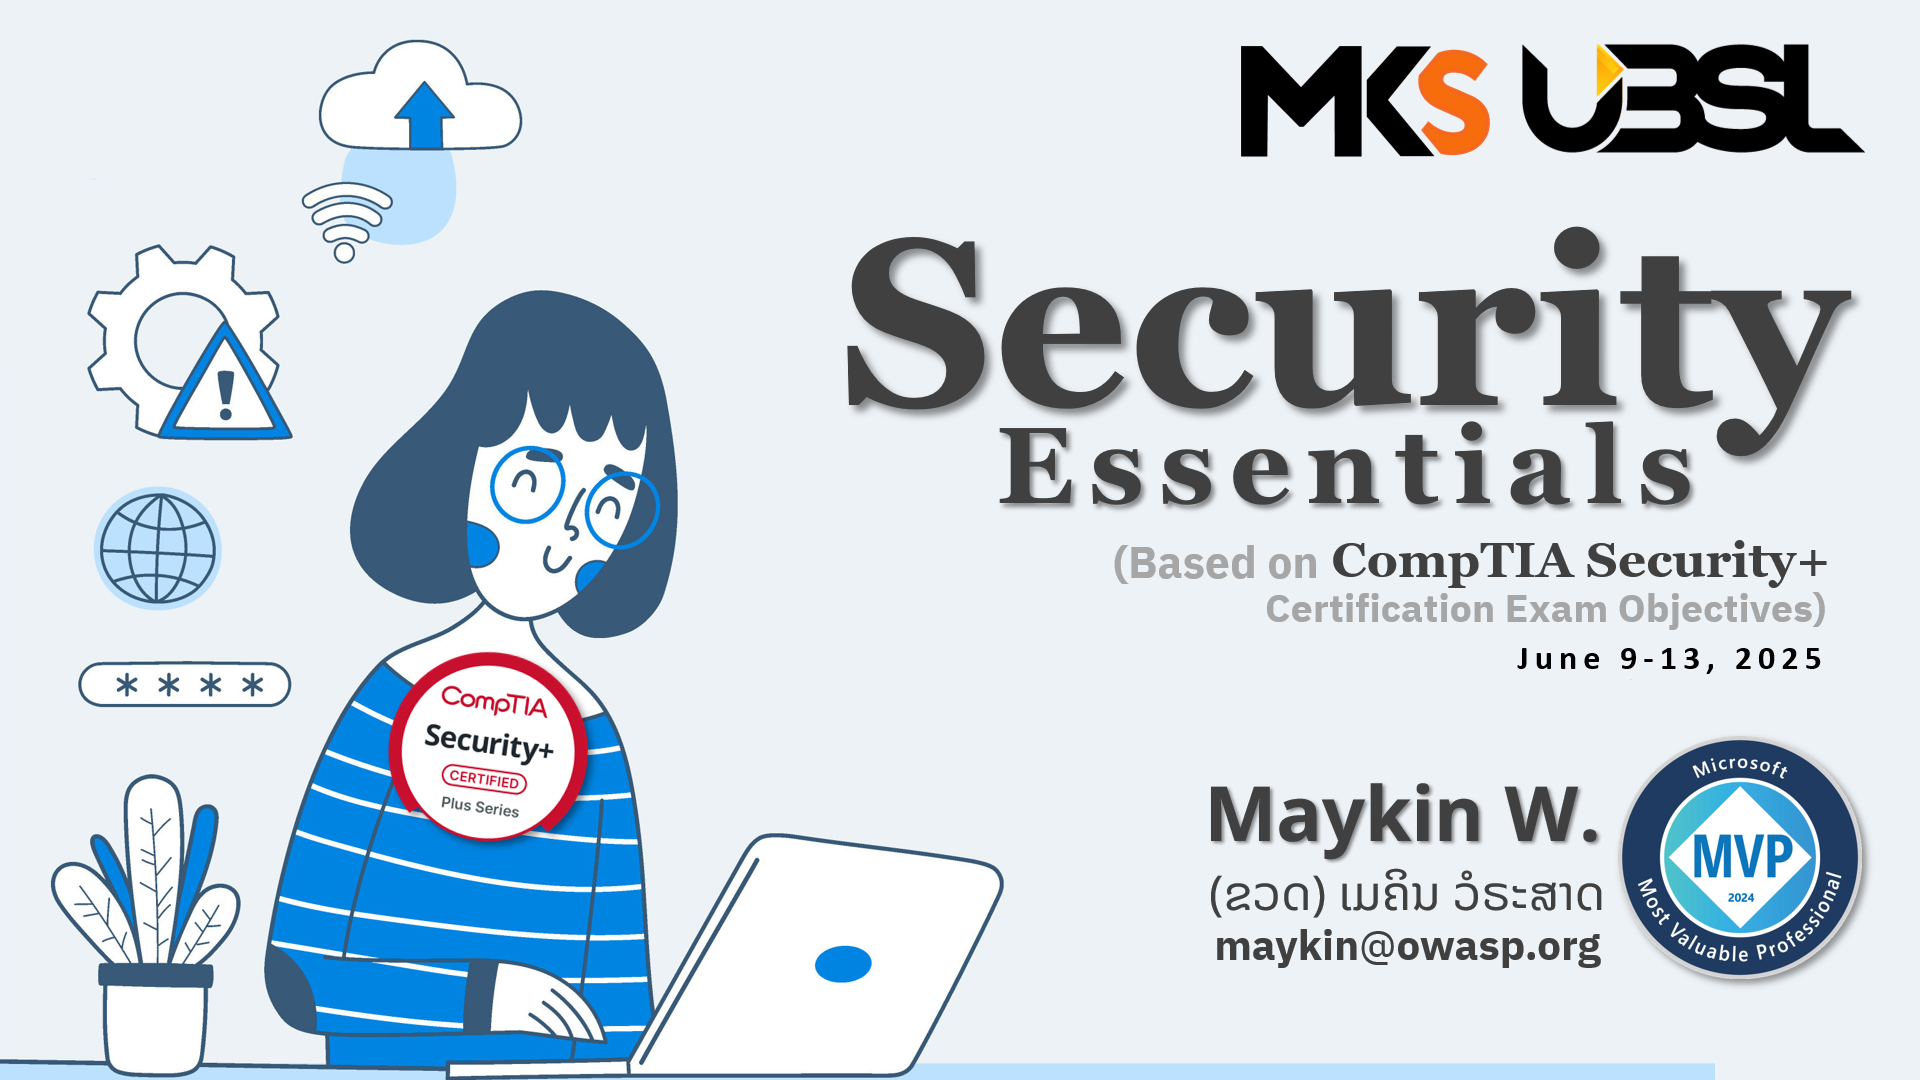 MKS UBSL
Security
Essentials
(Based on CompTIA Security+
Certification Exam Objectives)
June 9-13, 2025
* * * *
CompTIA
Security+
CERTIFIED
Plus Series
Maykin W.
(ຂວດ) ເມຄິນ ວໍຣະສາດ
maykin@owasp.org
Microsoft
MVP
2024
Most Valuable Professional